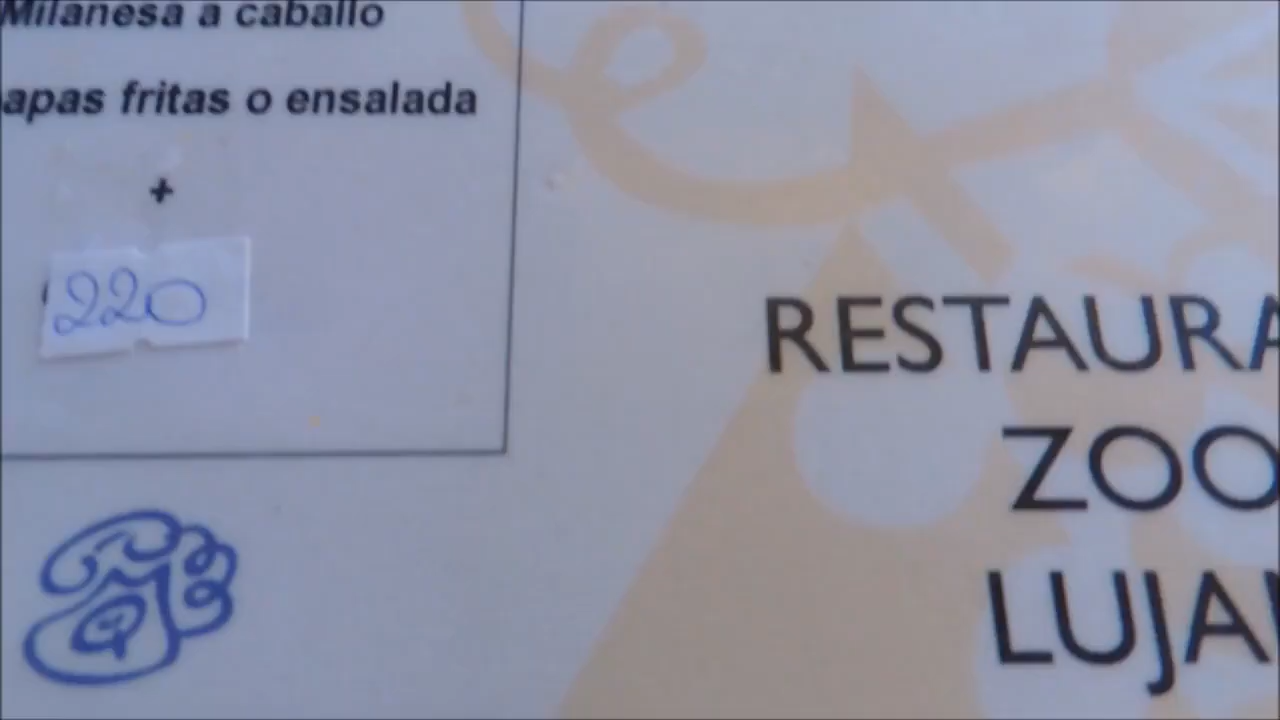 Milanesa a caballo
apas fritas o ensalada
+
220
RESTAURA
ZOO
LUJA